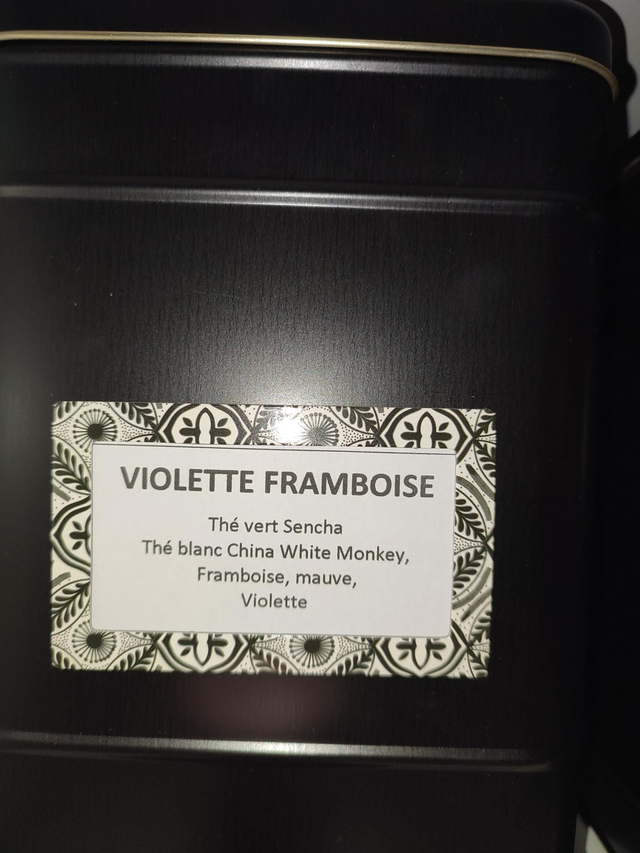 VIOLETTE FRAMBOISE
Thé vert Sencha
Thé blanc China White Monkey,
Framboise, mauve,
Violette